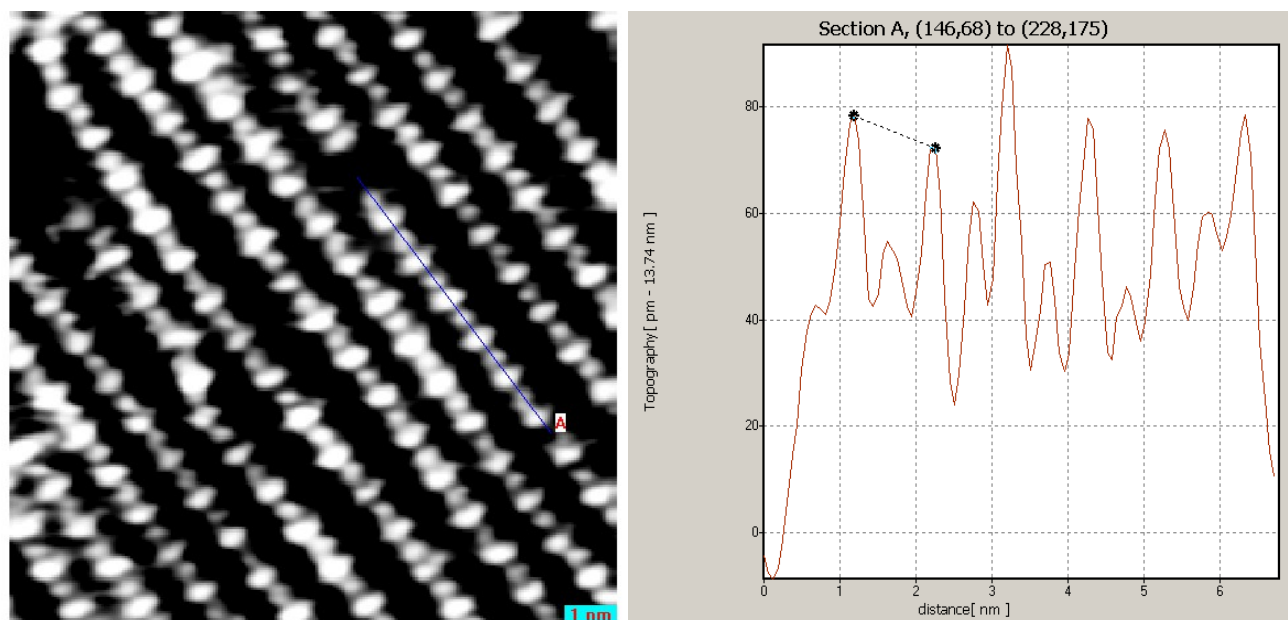 Section A, (146,68) to (228,175)
Topography[ pm - 13.74 nm ]
80
60
40
20
0
0 1 2 3 4 5 6
distance[ nm ]
A
1 nm